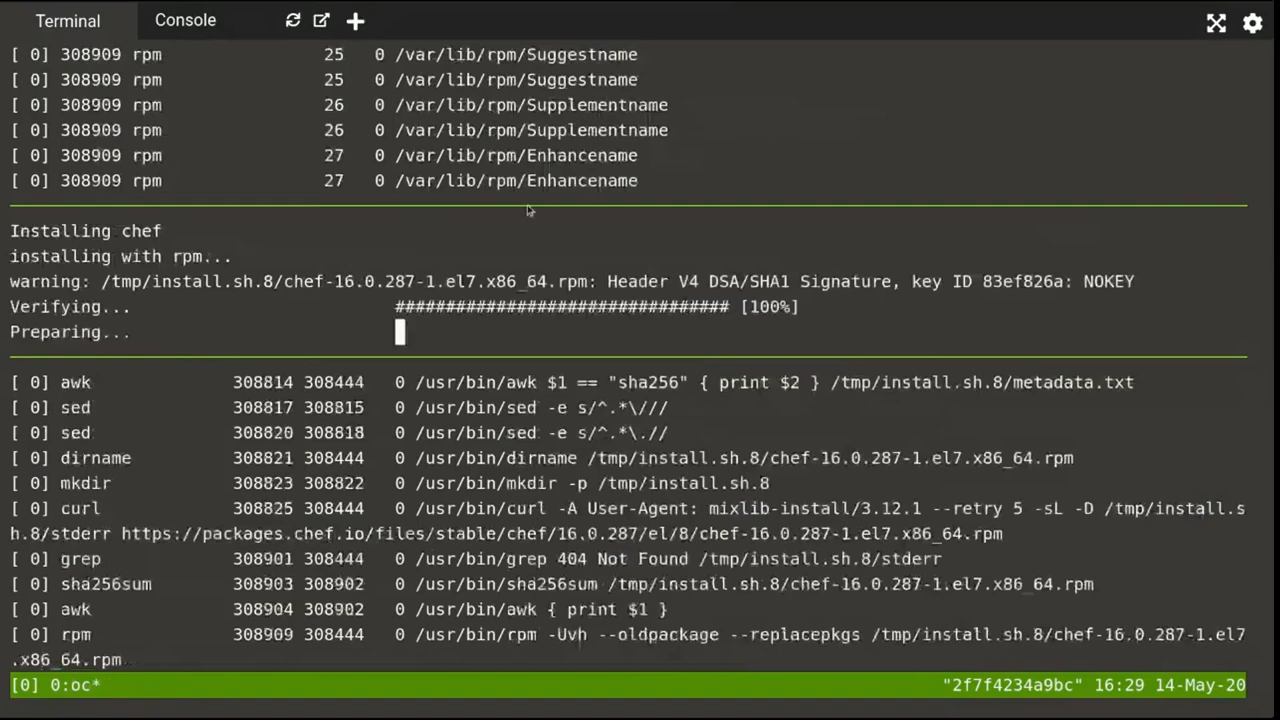 Terminal Console
[ 0] 308909 rpm 25 0 /var/lib/rpm/Suggestname
[ 0] 308909 rpm 25 0 /var/lib/rpm/Suggestname
[ 0] 308909 rpm 26 0 /var/lib/rpm/Supplementname
[ 0] 308909 rpm 26 0 /var/lib/rpm/Supplementname
[ 0] 308909 rpm 27 0 /var/lib/rpm/Enhancename
[ 0] 308909 rpm 27 0 /var/lib/rpm/Enhancename
Installing chef
installing with rpm...
warning: /tmp/install.sh.8/chef-16.0.287-1.el7.x86_64.rpm: Header V4 DSA/SHA1 Signature, key ID 83ef826a: NOKEY
Verifying... ################################# [100%]
Preparing...
[ 0] awk 308814 308444 0 /usr/bin/awk $1 == "sha256" { print $2 } /tmp/install.sh.8/metadata.txt
[ 0] sed 308817 308815 0 /usr/bin/sed -e s/^.*\///
[ 0] sed 308820 308818 0 /usr/bin/sed -e s/^.*\.//
[ 0] dirname 308821 308444 0 /usr/bin/dirname /tmp/install.sh.8/chef-16.0.287-1.el7.x86_64.rpm
[ 0] mkdir 308823 308822 0 /usr/bin/mkdir -p /tmp/install.sh.8
[ 0] curl 308825 308444 0 /usr/bin/curl -A User-Agent: mixlib-install/3.12.1 --retry 5 -sL -D /tmp/install.s
h.8/stderr https://packages.chef.io/files/stable/chef/16.0.287/el/8/chef-16.0.287-1.el7.x86_64.rpm
[ 0] grep 308901 308444 0 /usr/bin/grep 404 Not Found /tmp/install.sh.8/stderr
[ 0] sha256sum 308903 308902 0 /usr/bin/sha256sum /tmp/install.sh.8/chef-16.0.287-1.el7.x86_64.rpm
[ 0] awk 308904 308902 0 /usr/bin/awk { print $1 }
[ 0] rpm 308909 308444 0 /usr/bin/rpm -Uvh --oldpackage --replacepkgs /tmp/install.sh.8/chef-16.0.287-1.el7
.x86_64.rpm
[0] 0:oc* "2f7f4234a9bc" 16:29 14-May-20